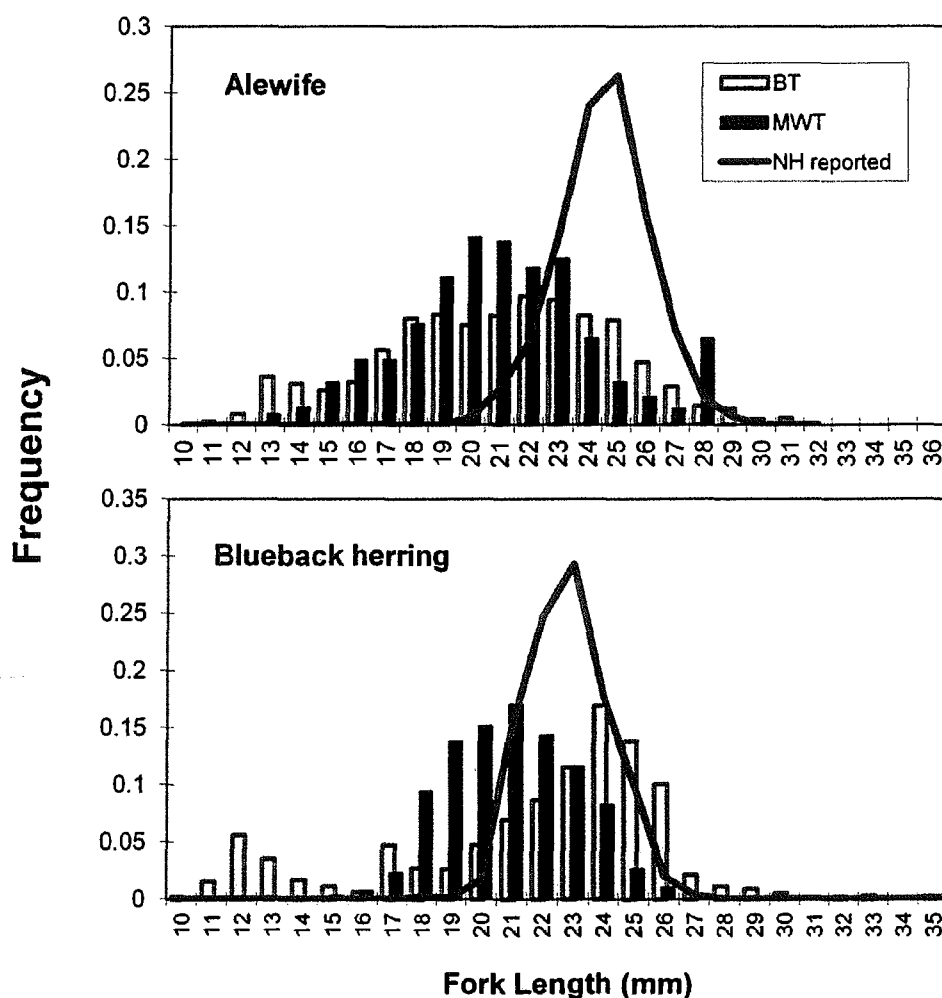 0.3
0.25
0.2
0.15
0.1
0.05
0
Alewife
BT
MWT
NH reported
10 11 12 13 14 15 16 17 18 19 20 21 22 23 24 25 26 27 28 29 30 31 32 33 34 35 36
Frequency
0.35
0.3
0.25
0.2
0.15
0.1
0.05
0
Blueback herring
10 11 12 13 14 15 16 17 18 19 20 21 22 23 24 25 26 27 28 29 30 31 32 33 34 35
Fork Length (mm)